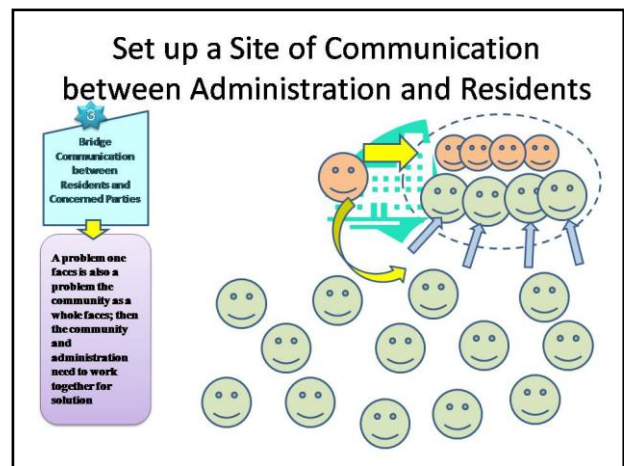 Set up a Site of Communication
between Administration and Residents
3
Bridge
Communication
between
Residents and
Concerned Parties
A problem one
faces is also a
problem the
community as a
whole faces; then
the community
and
administration
need to work
together for
solution